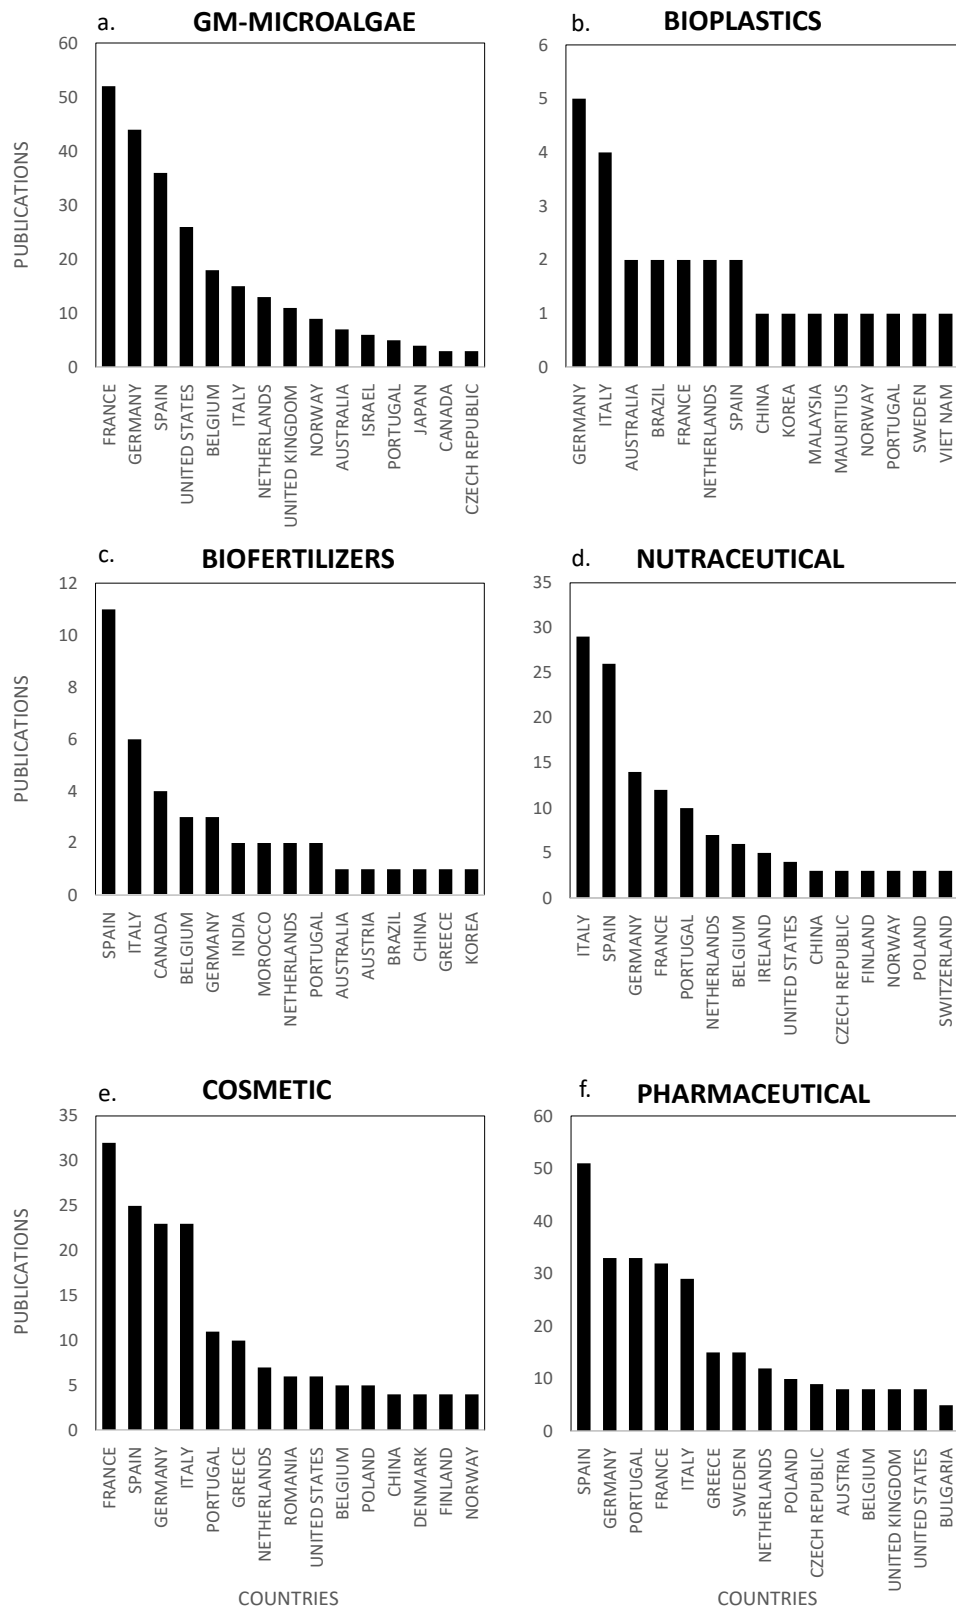 a.
GM-MICROALGAE
PUBLICATIONS
60
50
40
30
20
10
0
FRANCE
GERMANY
SPAIN
UNITED STATES
BELGIUM
ITALY
NETHERLANDS
UNITED KINGDOM
NORWAY
AUSTRALIA
ISRAEL
PORTUGAL
JAPAN
CANADA
CZECH REPUBLIC
b.
BIOPLASTICS
6
5
4
3
2
1
0
GERMANY
ITALY
AUSTRALIA
BRAZIL
FRANCE
NETHERLANDS
SPAIN
CHINA
KOREA
MALAYSIA
MAURITIUS
NORWAY
PORTUGAL
SWEDEN
VIET NAM
c.
BIOFERTILIZERS
PUBLICATIONS
12
10
8
6
4
2
0
SPAIN
ITALY
CANADA
BELGIUM
GERMANY
INDIA
MOROCCO
NETHERLANDS
PORTUGAL
AUSTRALIA
AUSTRIA
BRAZIL
CHINA
GREECE
KOREA
d.
NUTRACEUTICAL
35
30
25
20
15
10
5
0
ITALY
SPAIN
GERMANY
FRANCE
PORTUGAL
NETHERLANDS
BELGIUM
IRELAND
UNITED STATES
CHINA
CZECH REPUBLIC
FINLAND
NORWAY
POLAND
SWITZERLAND
e.
COSMETIC
PUBLICATIONS
35
30
25
20
15
10
5
0
FRANCE
SPAIN
GERMANY
ITALY
PORTUGAL
GREECE
NETHERLANDS
ROMANIA
UNITED STATES
BELGIUM
POLAND
CHINA
DENMARK
FINLAND
NORWAY
COUNTRIES
f.
PHARMACEUTICAL
60
50
40
30
20
10
0
SPAIN
GERMANY
PORTUGAL
FRANCE
ITALY
GREECE
SWEDEN
NETHERLANDS
POLAND
CZECH REPUBLIC
AUSTRIA
BELGIUM
UNITED KINGDOM
UNITED STATES
BULGARIA
COUNTRIES